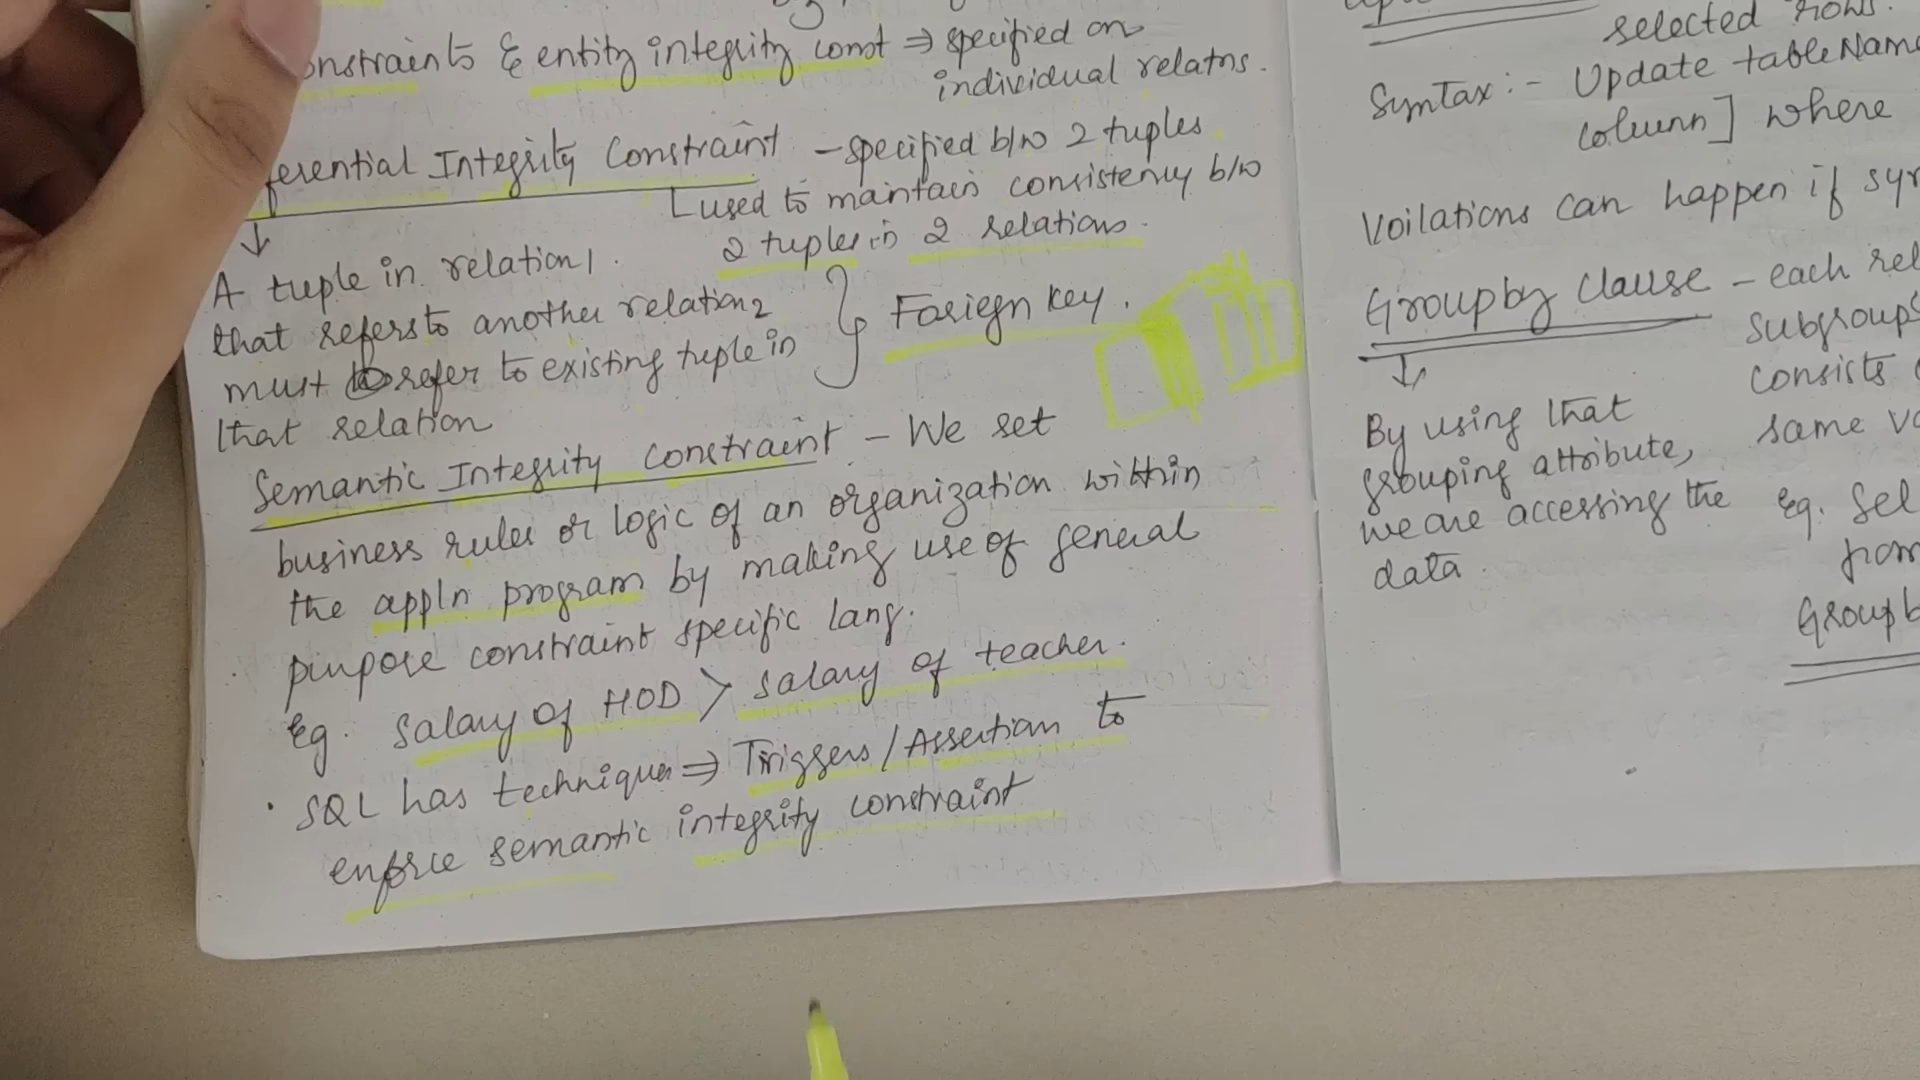 onstraints & entity integrity const ⇒ specified on
individual relatns.
ferential Integrity Constraint - specified b/w 2 tuples
used to maintain consistency b/w
2 tuples in 2 relations.
A tuple in relation1.
that refers to another relation2
must refer to existing tuple in
that relation
Foriegn key.
Semantic Integrity Constraint - We set
business rules or logic of an organization within
the appln program by making use of general
purpose constraint specific lang.
eg. Salary of HOD > salary of teacher.
• SQL has technique ⇒ Triggers/Assertion to
enforce semantic integrity constraint
selected rows.
Syntax:- Update tableName
column] where
Voilations can happen if
Group by Clause - each rel
subgroups
consists
same va
By using that
grouping attribute,
we are accessing the
data.
eg. Sel
from
Group b